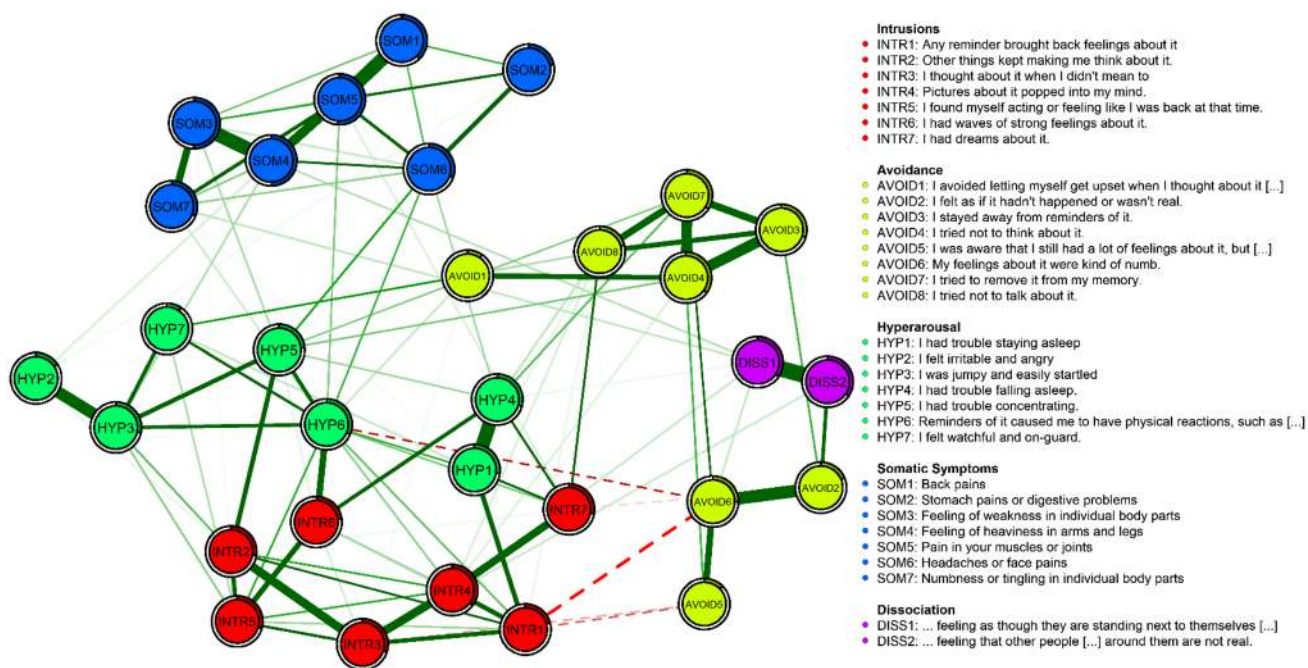 SOM1
SOM2
SOM5
SOM3
SOM4
SOM6
SOM7
AVOID7
AVOID3
AVOID8
AVOID1
AVOID4
HYP7
HYP5
DISS1
HYP2
DISS2
HYP4
HYP3
HYP6
HYP1
AVOID6
AVOID2
INTR7
INTR6
INTR2
INTR4
AVOID5
INTR5
INTR1
INTR3
Intrusions
INTR1: Any reminder brought back feelings about it
INTR2: Other things kept making me think about it.
INTR3: I thought about it when I didn't mean to
INTR4: Pictures about it popped into my mind.
INTR5: I found myself acting or feeling like I was back at that time.
INTR6: I had waves of strong feelings about it.
INTR7: I had dreams about it.
Avoidance
AVOID1: I avoided letting myself get upset when I thought about it [...]
AVOID2: I felt as if it hadn't happened or wasn't real.
AVOID3: I stayed away from reminders of it.
AVOID4: I tried not to think about it.
AVOID5: I was aware that I still had a lot of feelings about it, but [...]
AVOID6: My feelings about it were kind of numb.
AVOID7: I tried to remove it from my memory.
AVOID8: I tried not to talk about it.
Hyperarousal
HYP1: I had trouble staying asleep
HYP2: I felt irritable and angry
HYP3: I was jumpy and easily startled
HYP4: I had trouble falling asleep.
HYP5: I had trouble concentrating.
HYP6: Reminders of it caused me to have physical reactions, such as [...]
HYP7: I felt watchful and on-guard.
Somatic Symptoms
SOM1: Back pains
SOM2: Stomach pains or digestive problems
SOM3: Feeling of weakness in individual body parts
SOM4: Feeling of heaviness in arms and legs
SOM5: Pain in your muscles or joints
SOM6: Headaches or face pains
SOM7: Numbness or tingling in individual body parts
Dissociation
DISS1: ... feeling as though they are standing next to themselves [...]
DISS2: ... feeling that other people [...] around them are not real.